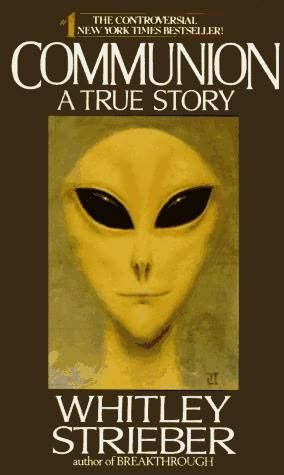 #1 THE CONTROVERSIAL
NEW YORK TIMES BESTSELLER!
COMMUNION
A TRUE STORY
WHITLEY
STRIEBER
author of BREAKTHROUGH